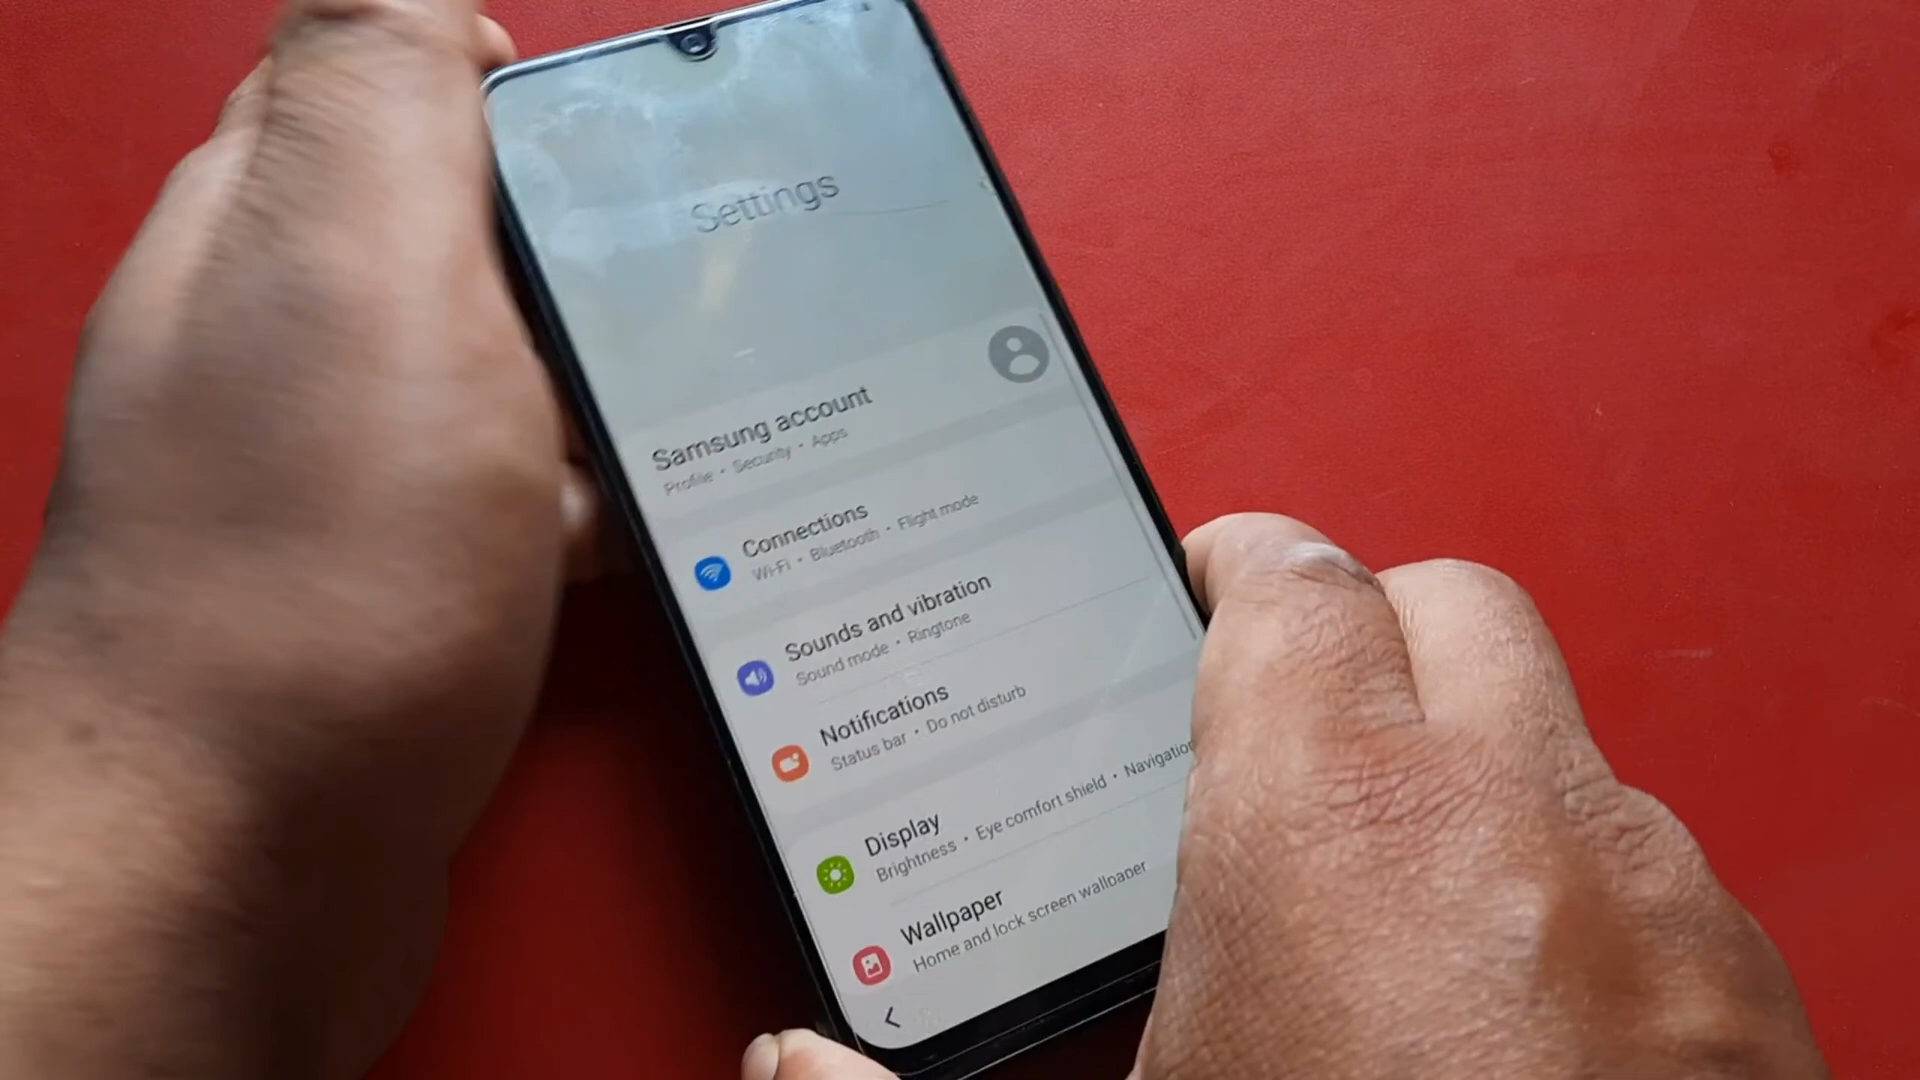 Settings
Samsung account
Profile • Security • Apps
Connections
Wi-Fi • Bluetooth • Flight mode
Sounds and vibration
Sound mode • Ringtone
Notifications
Status bar • Do not disturb
Display
Brightness • Eye comfort shield • Navigation
Wallpaper
Home and lock screen wallpaper